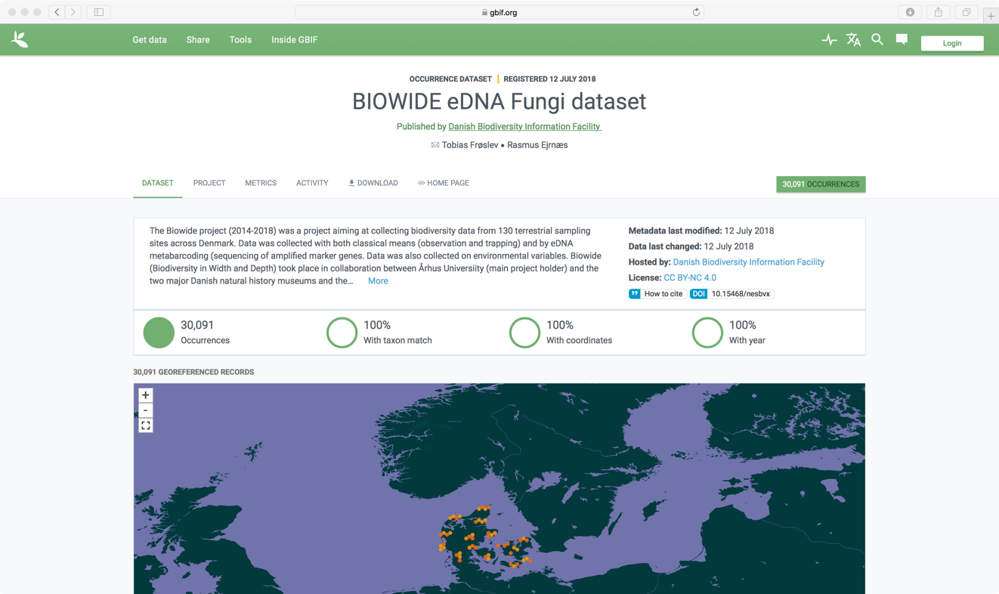 gbif.org
Get data Share Tools Inside GBIF Login
OCCURRENCE DATASET | REGISTERED 12 JULY 2018
BIOWIDE eDNA Fungi dataset
Published by Danish Biodiversity Information Facility
Tobias Frøslev • Rasmus Ejrnæs
DATASET PROJECT METRICS ACTIVITY DOWNLOAD HOME PAGE 30,091 OCCURRENCES
The Biowide project (2014-2018) was a project aiming at collecting biodiversity data from 130 terrestrial sampling
sites across Denmark. Data was collected with both classical means (observation and trapping) and by eDNA
metabarcoding (sequencing of amplified marker genes. Data was also collected on environmental variables. Biowide
(Biodiversity in Width and Depth) took place in collaboration between Århus Universiity (main project holder) and the
two major Danish natural history museums and the... More
Metadata last modified: 12 July 2018
Data last changed: 12 July 2018
Hosted by: Danish Biodiversity Information Facility
License: CC BY-NC 4.0
How to cite DOI 10.15468/nesbvx
30,091
Occurrences
100%
With taxon match
100%
With coordinates
100%
With year
30,091 GEOREFERENCED RECORDS
+
-